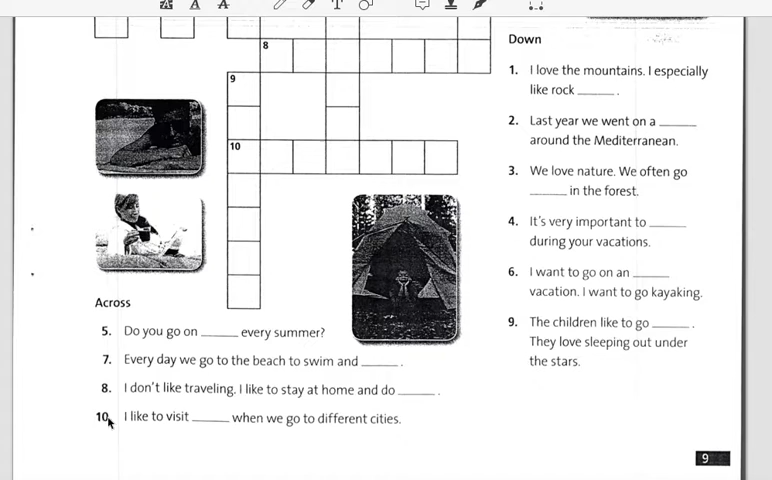 8
9
10
Across
5. Do you go on ______ every summer?
7. Every day we go to the beach to swim and ______ .
8. I don't like traveling. I like to stay at home and do ______ .
10. I like to visit ______ when we go to different cities.
Down
1. I love the mountains. I especially
like rock ______ .
2. Last year we went on a ______
around the Mediterranean.
3. We love nature. We often go
______ in the forest.
4. It's very important to ______
during your vacations.
6. I want to go on an ______
vacation. I want to go kayaking.
9. The children like to go ______ .
They love sleeping out under
the stars.
9